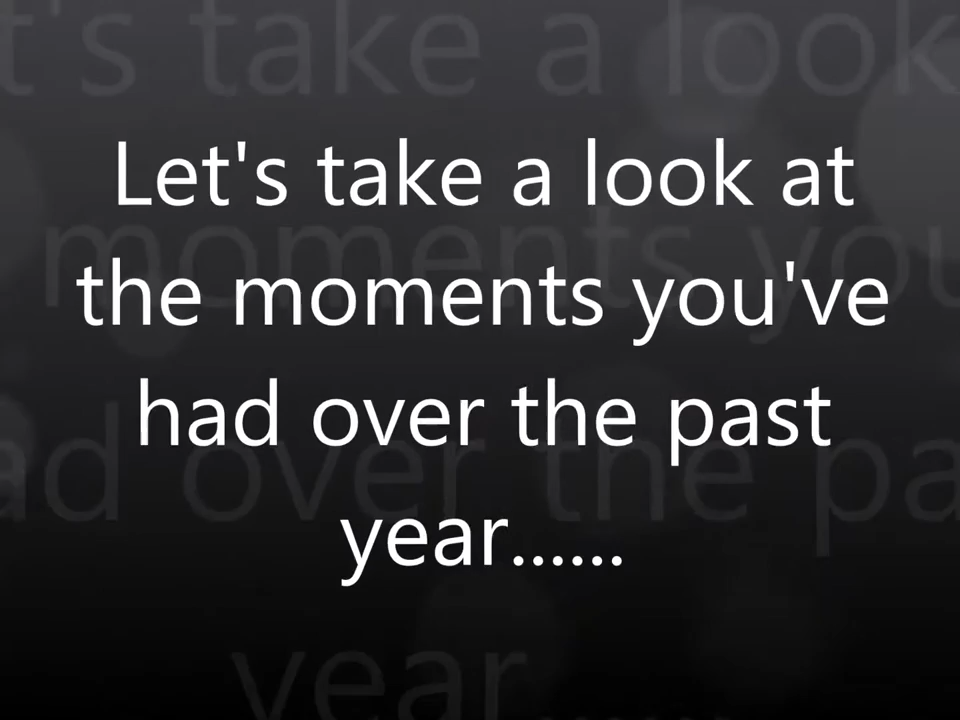 Let's take a look at
the moments you've
had over the past
year......